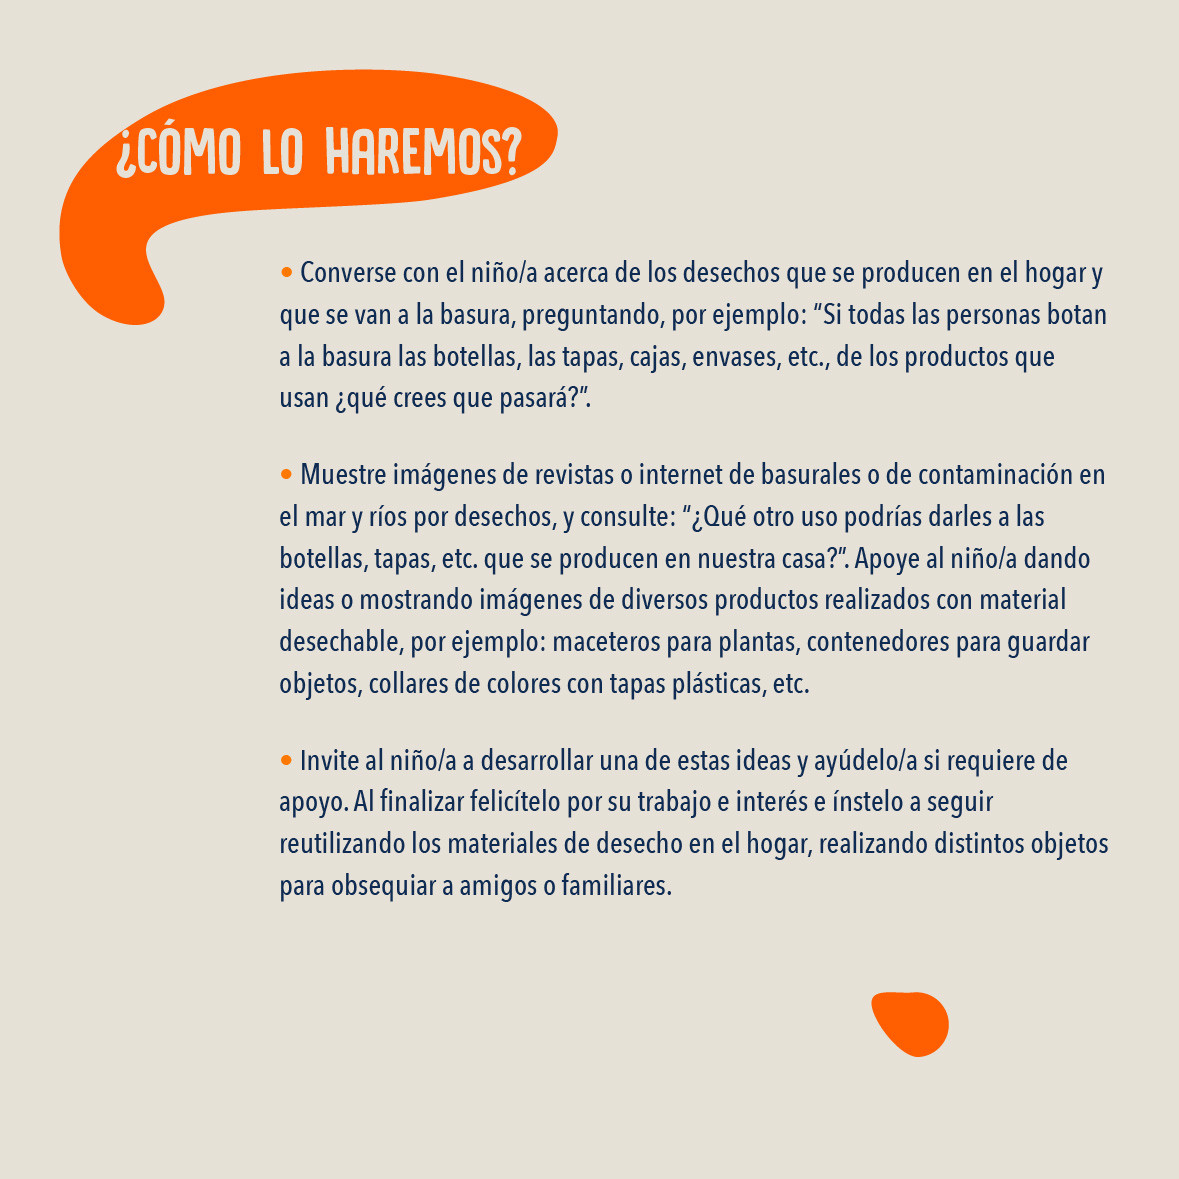 ¿CÓMO LO HAREMOS?
• Converse con el niño/a acerca de los desechos que se producen en el hogar y
que se van a la basura, preguntando, por ejemplo: “Si todas las personas botan
a la basura las botellas, las tapas, cajas, envases, etc., de los productos que
usan ¿qué crees que pasará?”.
• Muestre imágenes de revistas o internet de basurales o de contaminación en
el mar y ríos por desechos, y consulte: “¿Qué otro uso podrías darles a las
botellas, tapas, etc. que se producen en nuestra casa?”. Apoye al niño/a dando
ideas o mostrando imágenes de diversos productos realizados con material
desechable, por ejemplo: maceteros para plantas, contenedores para guardar
objetos, collares de colores con tapas plásticas, etc.
• Invite al niño/a a desarrollar una de estas ideas y ayúdelo/a si requiere de
apoyo. Al finalizar felicítelo por su trabajo e interés e ínstelo a seguir
reutilizando los materiales de desecho en el hogar, realizando distintos objetos
para obsequiar a amigos o familiares.